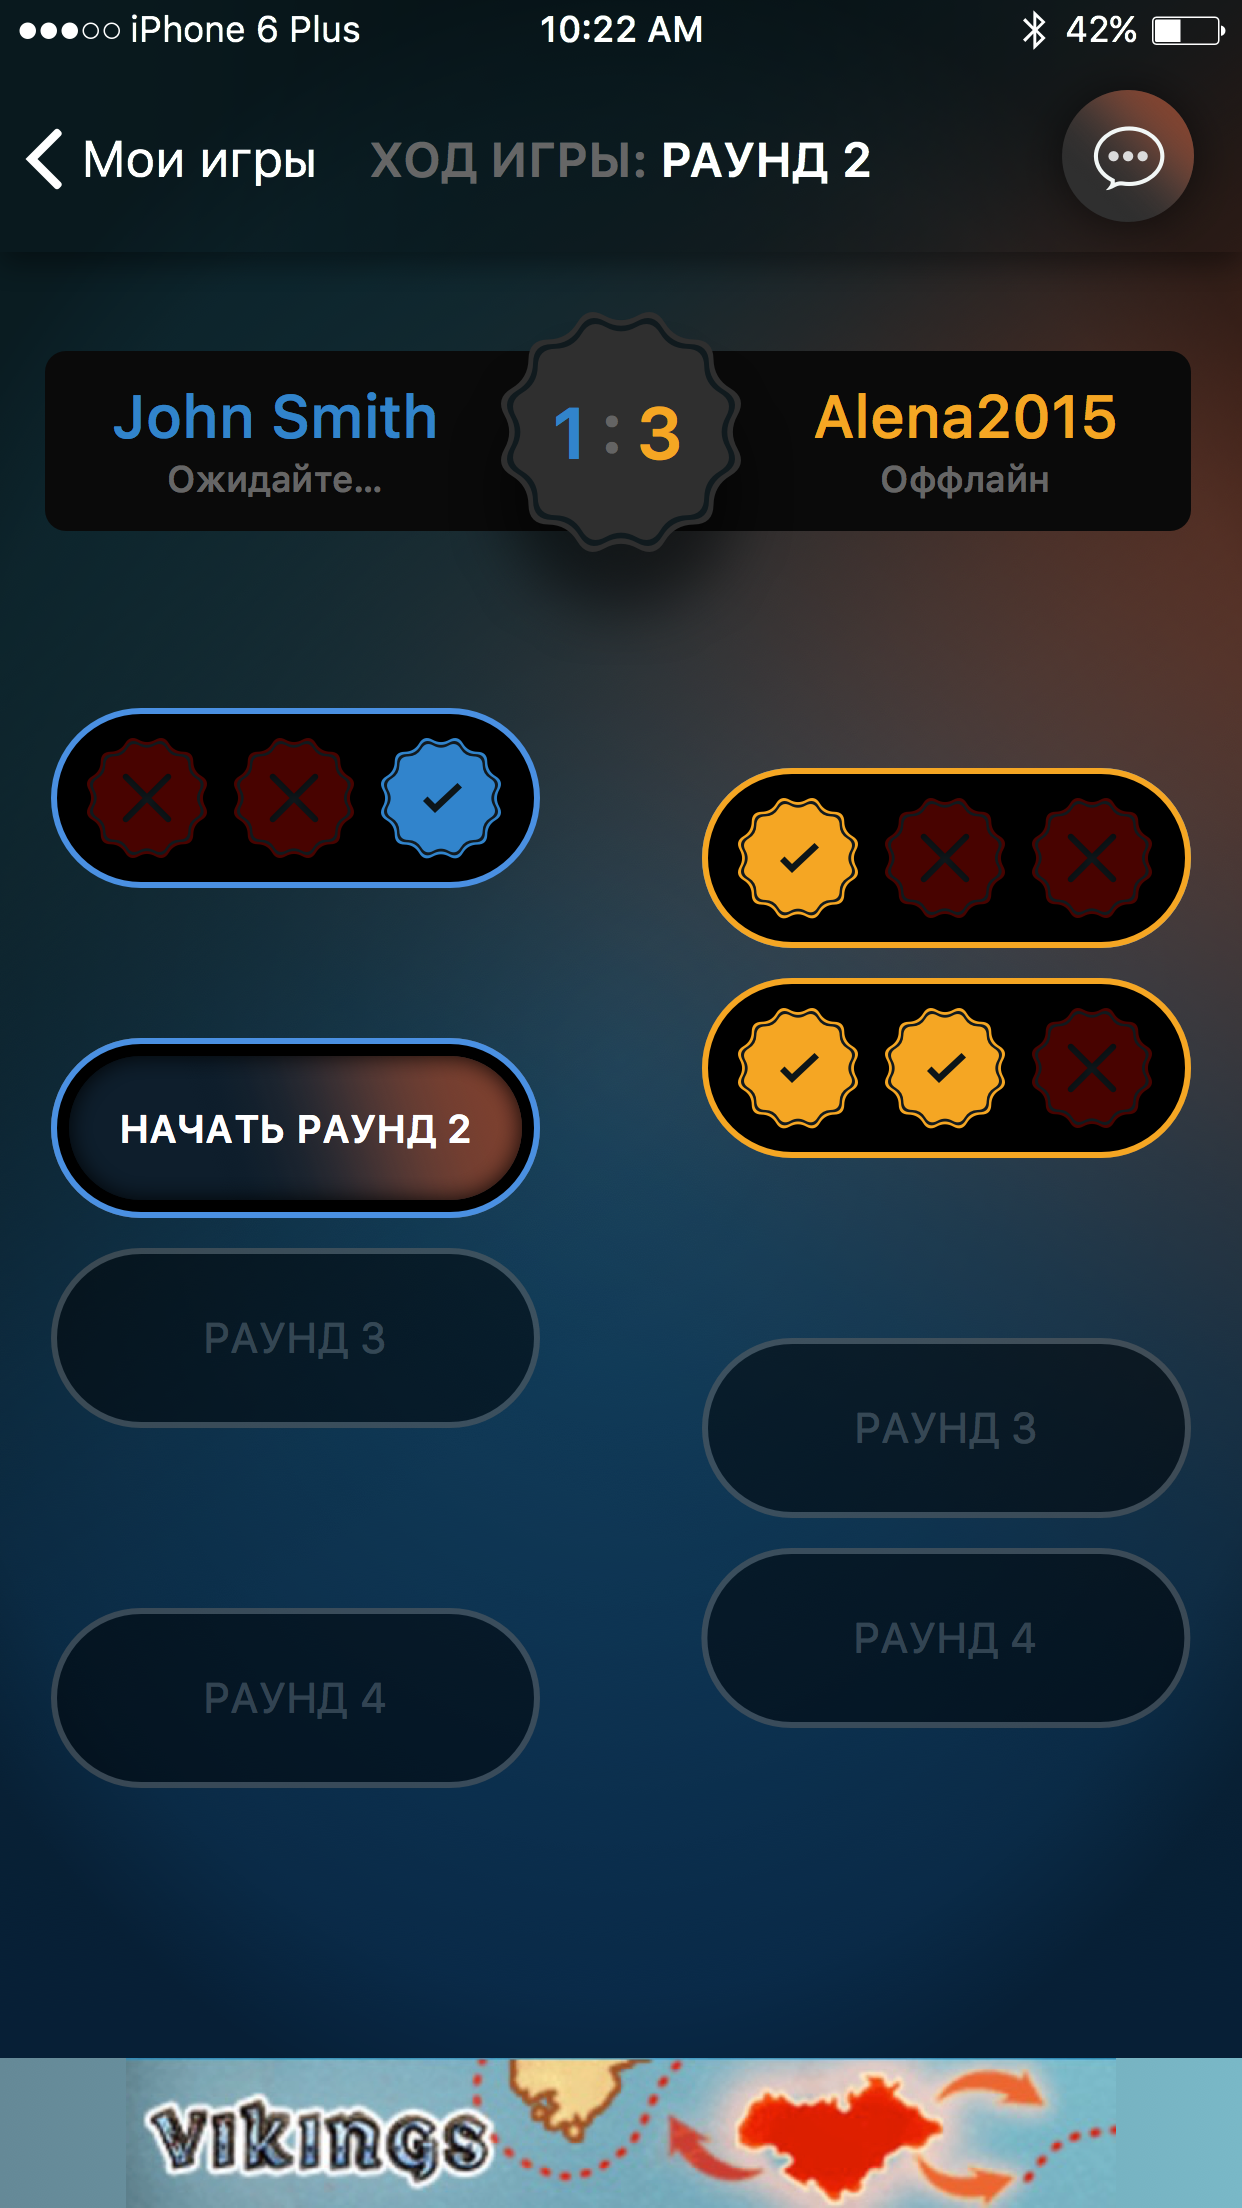 iPhone 6 Plus 10:22 AM 42%
Мои игры ХОД ИГРЫ: РАУНД 2
John Smith 1 : 3 Alena2015
Ожидайте... Оффлайн
НАЧАТЬ РАУНД 2
РАУНД 3
РАУНД 3
РАУНД 4
РАУНД 4
VIKINGS